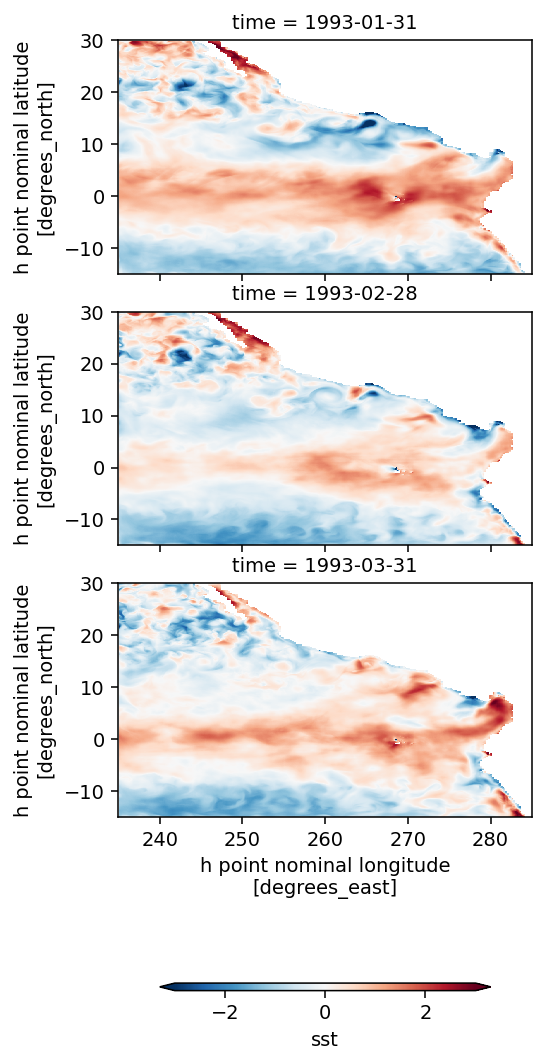 time = 1993-01-31
h point nominal latitude
[degrees_north]
30
20
10
0
−10
time = 1993-02-28
h point nominal latitude
[degrees_north]
30
20
10
0
−10
time = 1993-03-31
h point nominal latitude
[degrees_north]
30
20
10
0
−10
240 250 260 270 280
h point nominal longitude
[degrees_east]
−2 0 2
sst